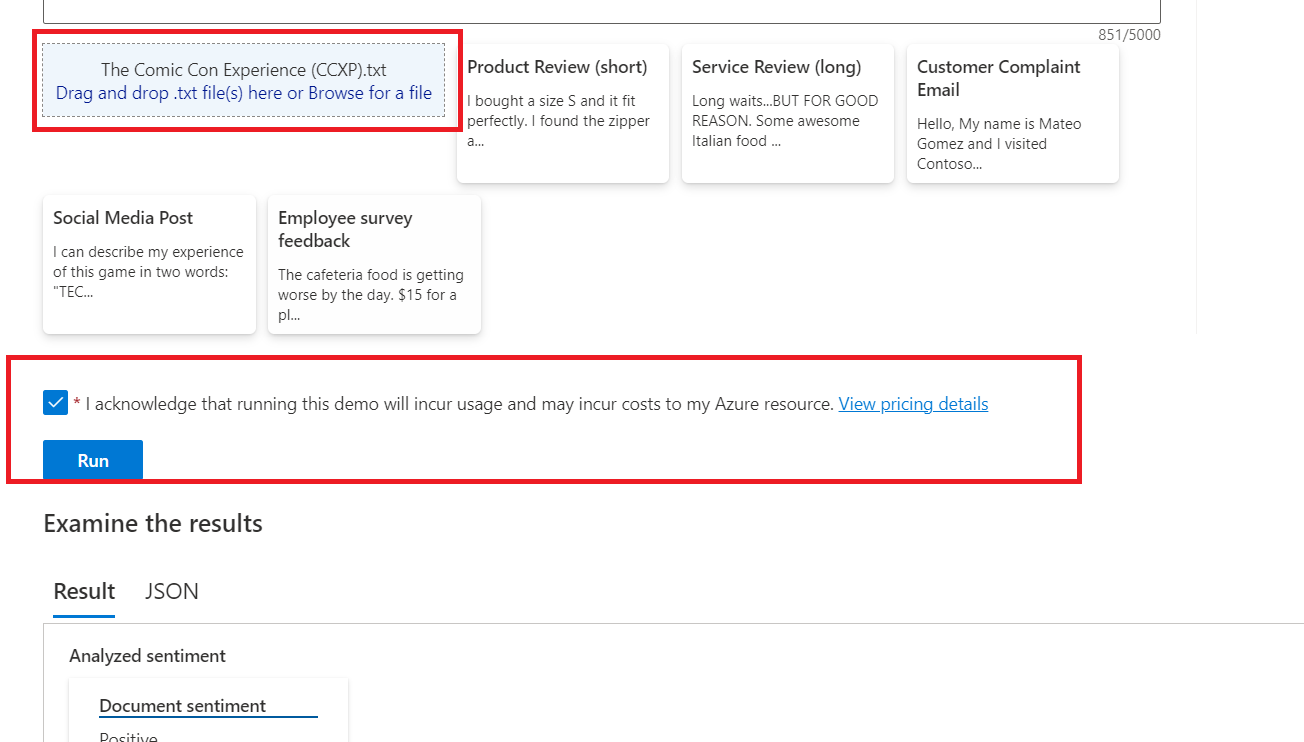 851/5000
The Comic Con Experience (CCXP).txt
Drag and drop .txt file(s) here or Browse for a file
Product Review (short)
I bought a size S and it fit
perfectly. I found the zipper
a...
Service Review (long)
Long waits...BUT FOR GOOD
REASON. Some awesome
Italian food ...
Customer Complaint
Email
Hello, My name is Mateo
Gomez and I visited
Contoso...
Social Media Post
I can describe my experience
of this game in two words:
"TEC...
Employee survey
feedback
The cafeteria food is getting
worse by the day. $15 for a
pl...
* I acknowledge that running this demo will incur usage and may incur costs to my Azure resource. View pricing details
Run
Examine the results
Result JSON
Analyzed sentiment
Document sentiment
Positive